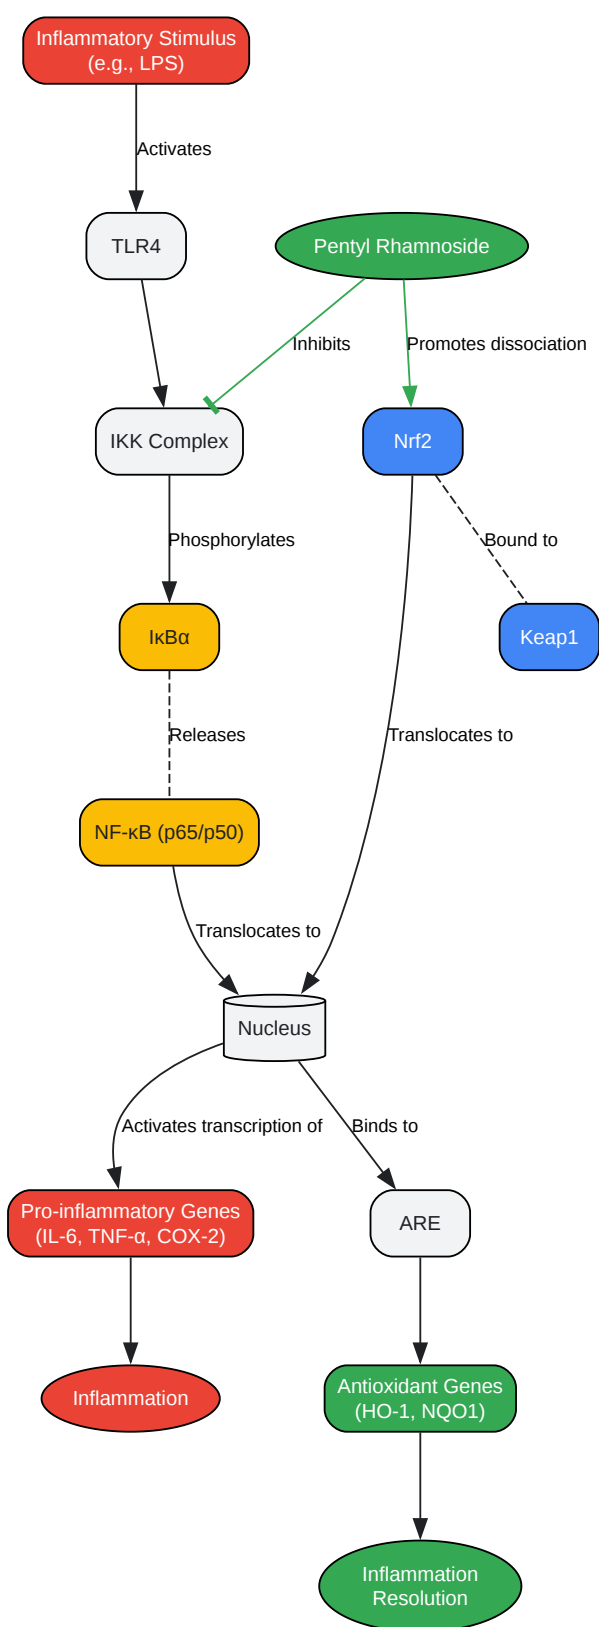 Inflammatory Stimulus
(e.g., LPS)
Activates
TLR4
Pentyl Rhamnoside
Inhibits
Promotes dissociation
IKK Complex
Nrf2
Phosphorylates
Bound to
IκBα
Keap1
Releases
Translocates to
NF-κB (p65/p50)
Translocates to
Nucleus
Activates transcription of
Binds to
Pro-inflammatory Genes
(IL-6, TNF-α, COX-2)
ARE
Inflammation
Antioxidant Genes
(HO-1, NQO1)
Inflammation
Resolution